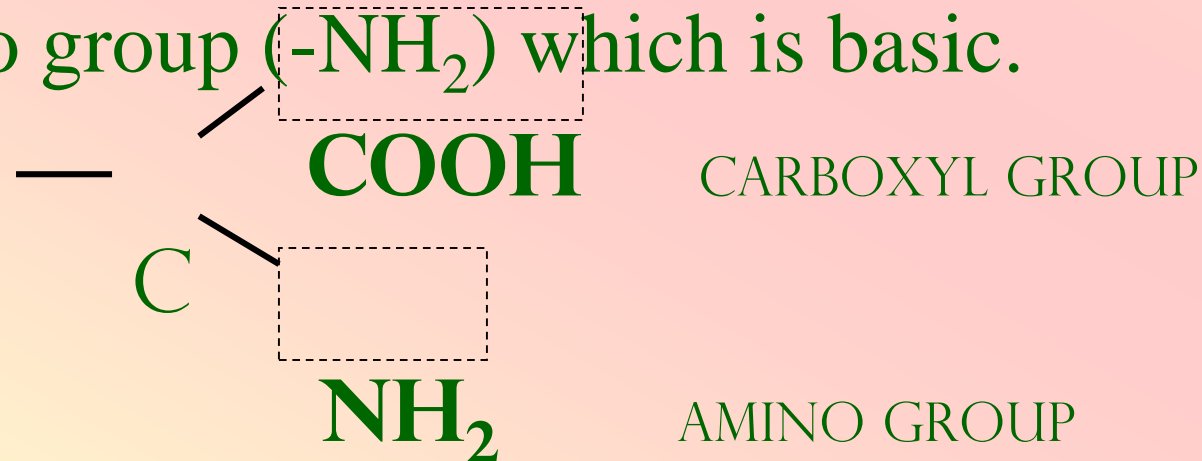 o group (-NH₂) which is basic.
COOH CARBOXYL GROUP
C
NH₂ AMINO GROUP